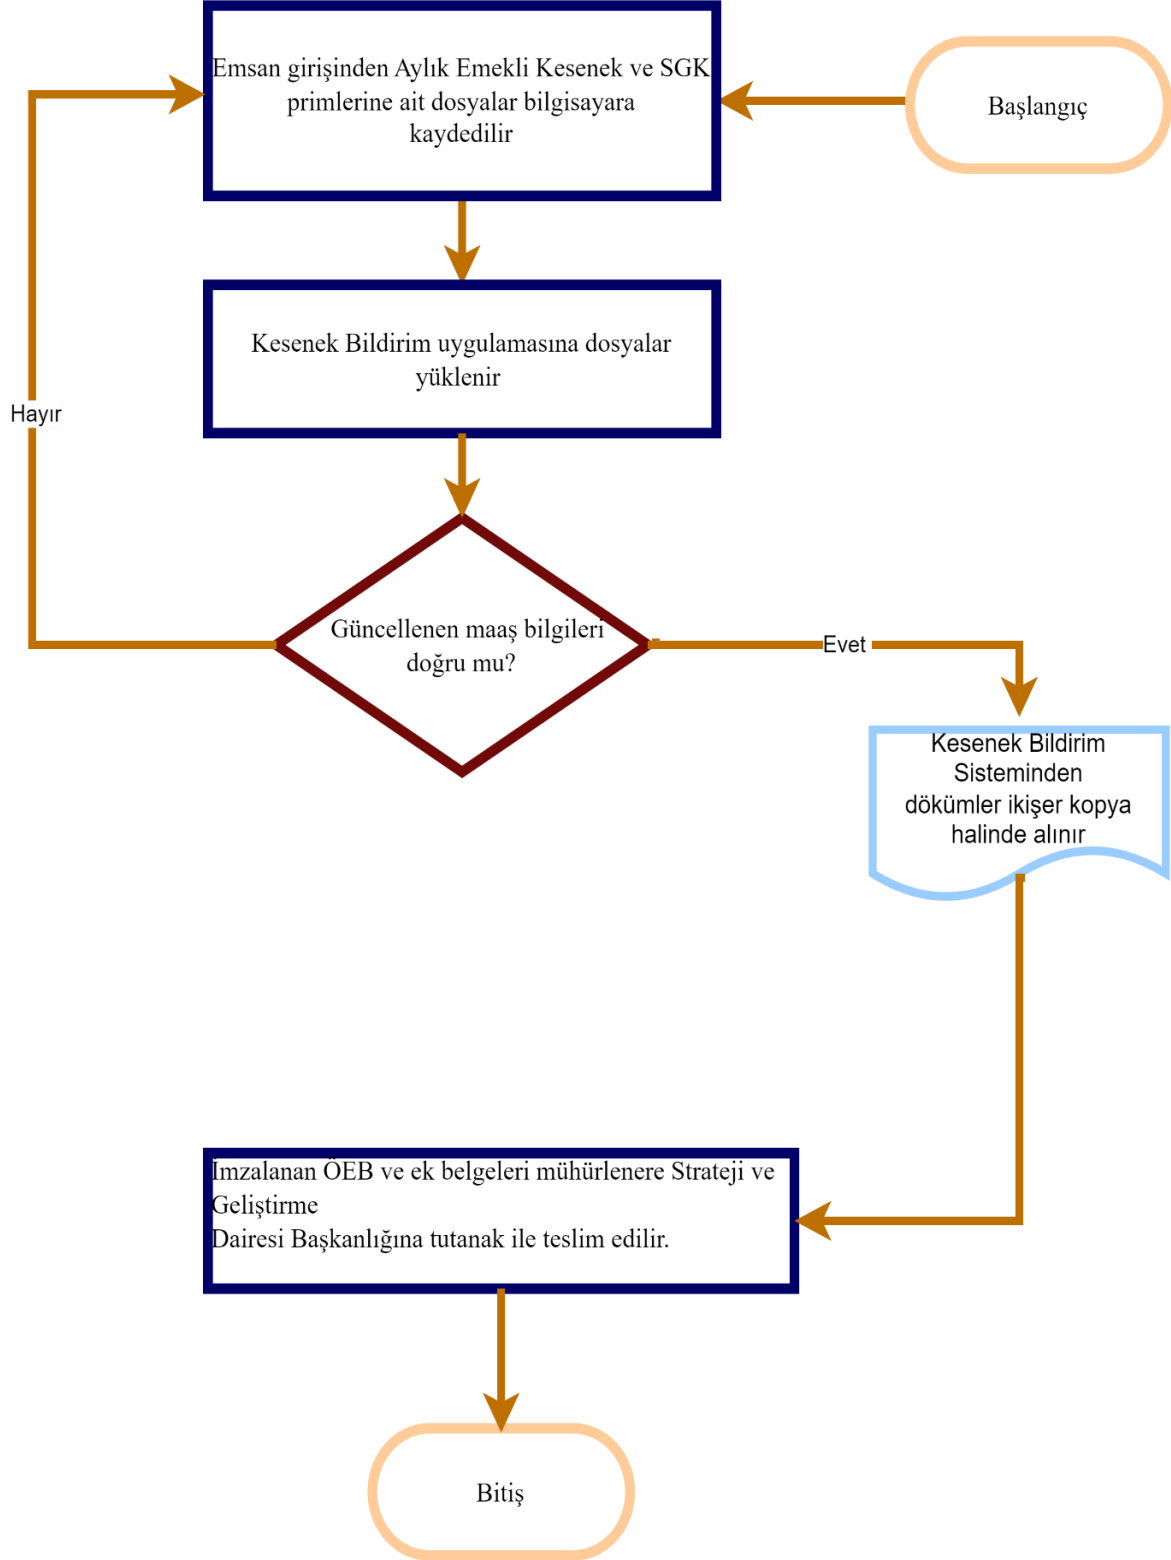 Başlangıç
Emsan girişinden Aylık Emekli Kesenek ve SGK
primlerine ait dosyalar bilgisayara
kaydedilir
Kesenek Bildirim uygulamasına dosyalar
yüklenir
Hayır
Güncellenen maaş bilgileri
doğru mu?
Evet
Kesenek Bildirim
Sisteminden
dökümler ikişer kopya
halinde alınır
İmzalanan ÖEB ve ek belgeleri mühürlenere Strateji ve
Geliştirme
Dairesi Başkanlığına tutanak ile teslim edilir.
Bitiş